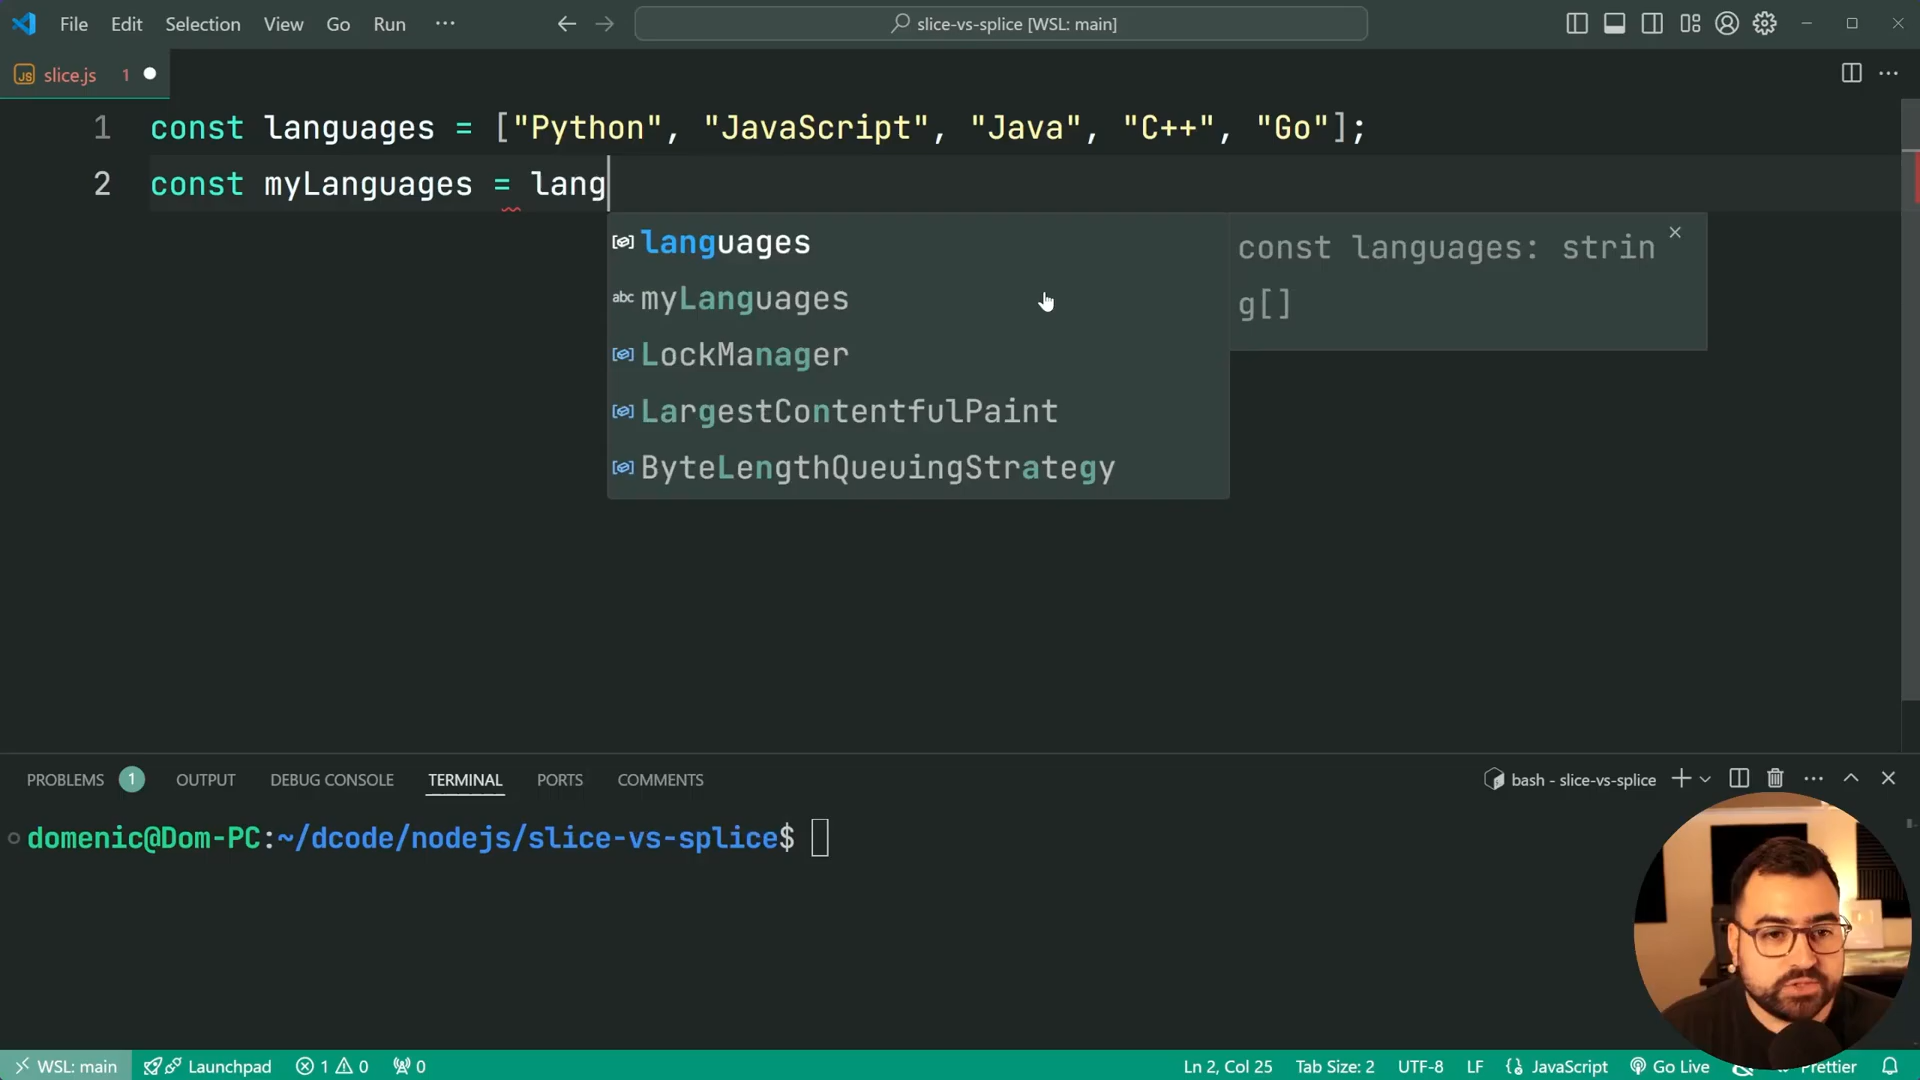 File Edit Selection View Go Run ··· slice-vs-splice [WSL: main]
JS slice.js 1
1 const languages = ["Python", "JavaScript", "Java", "C++", "Go"];
2 const myLanguages = lang
languages
abc myLanguages
LockManager
LargestContentfulPaint
ByteLengthQueuingStrategy
const languages: strin
g[]
PROBLEMS 1 OUTPUT DEBUG CONSOLE TERMINAL PORTS COMMENTS bash - slice-vs-splice
domenic@Dom-PC:~/dcode/nodejs/slice-vs-splice$
WSL: main Launchpad 1 0 0 Ln 2, Col 25 Tab Size: 2 UTF-8 LF {} JavaScript Go Live Prettier